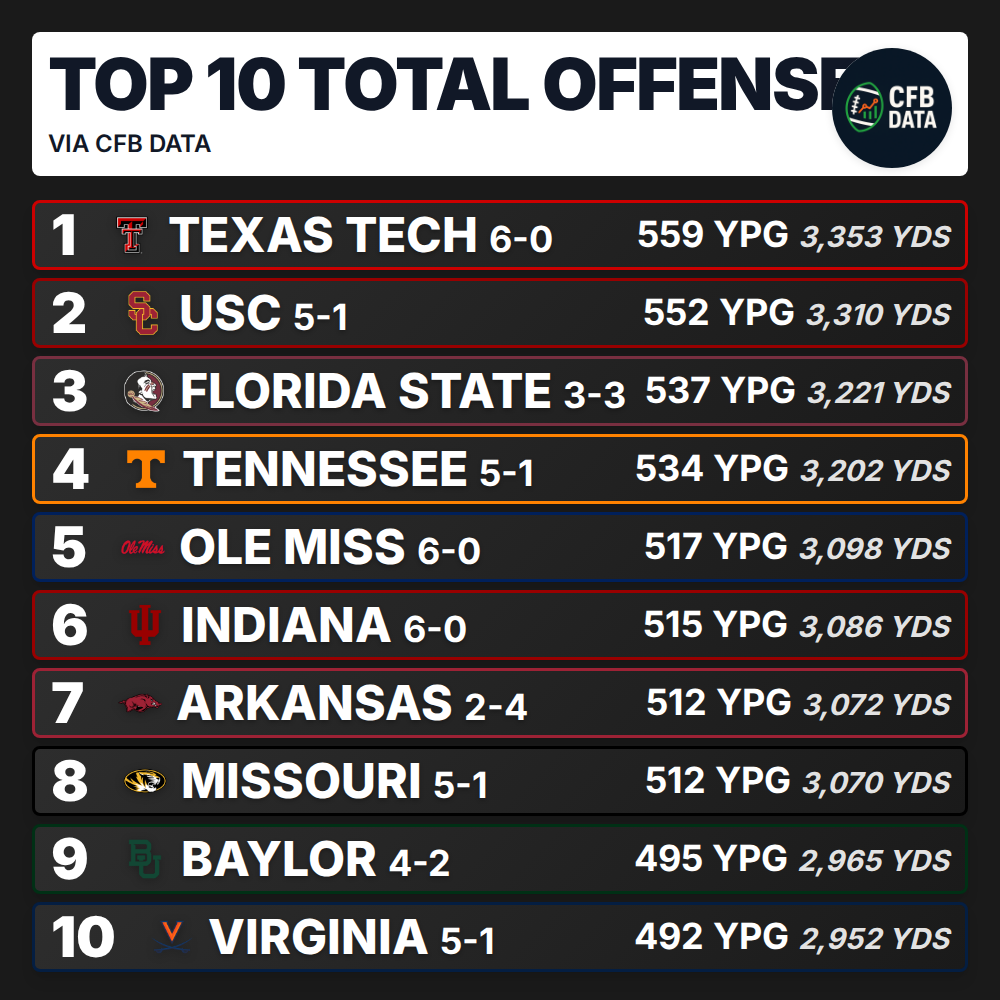 TOP 10 TOTAL OFFENSE
CFB
DATA
VIA CFB DATA
1 TEXAS TECH 6-0 559 YPG 3,353 YDS
2 USC 5-1 552 YPG 3,310 YDS
3 FLORIDA STATE 3-3 537 YPG 3,221 YDS
4 TENNESSEE 5-1 534 YPG 3,202 YDS
5 Ole Miss OLE MISS 6-0 517 YPG 3,098 YDS
6 INDIANA 6-0 515 YPG 3,086 YDS
7 ARKANSAS 2-4 512 YPG 3,072 YDS
8 MISSOURI 5-1 512 YPG 3,070 YDS
9 BAYLOR 4-2 495 YPG 2,965 YDS
10 VIRGINIA 5-1 492 YPG 2,952 YDS